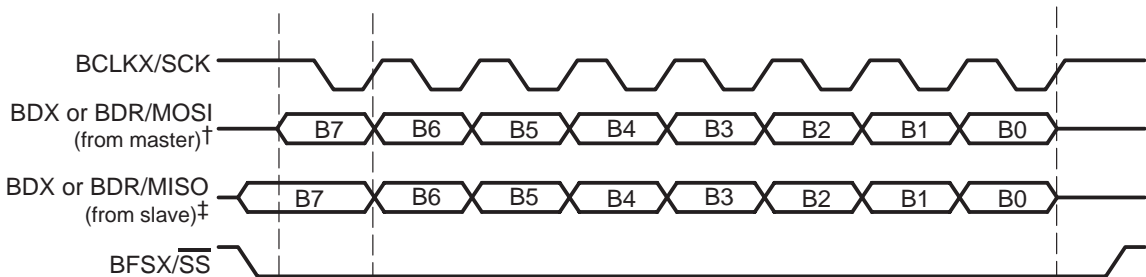 BCLKX/SCK
BDX or BDR/MOSI
(from master)†
B7 B6 B5 B4 B3 B2 B1 B0
BDX or BDR/MISO
(from slave)‡
B7 B6 B5 B4 B3 B2 B1 B0
BFSX/S̅S̅